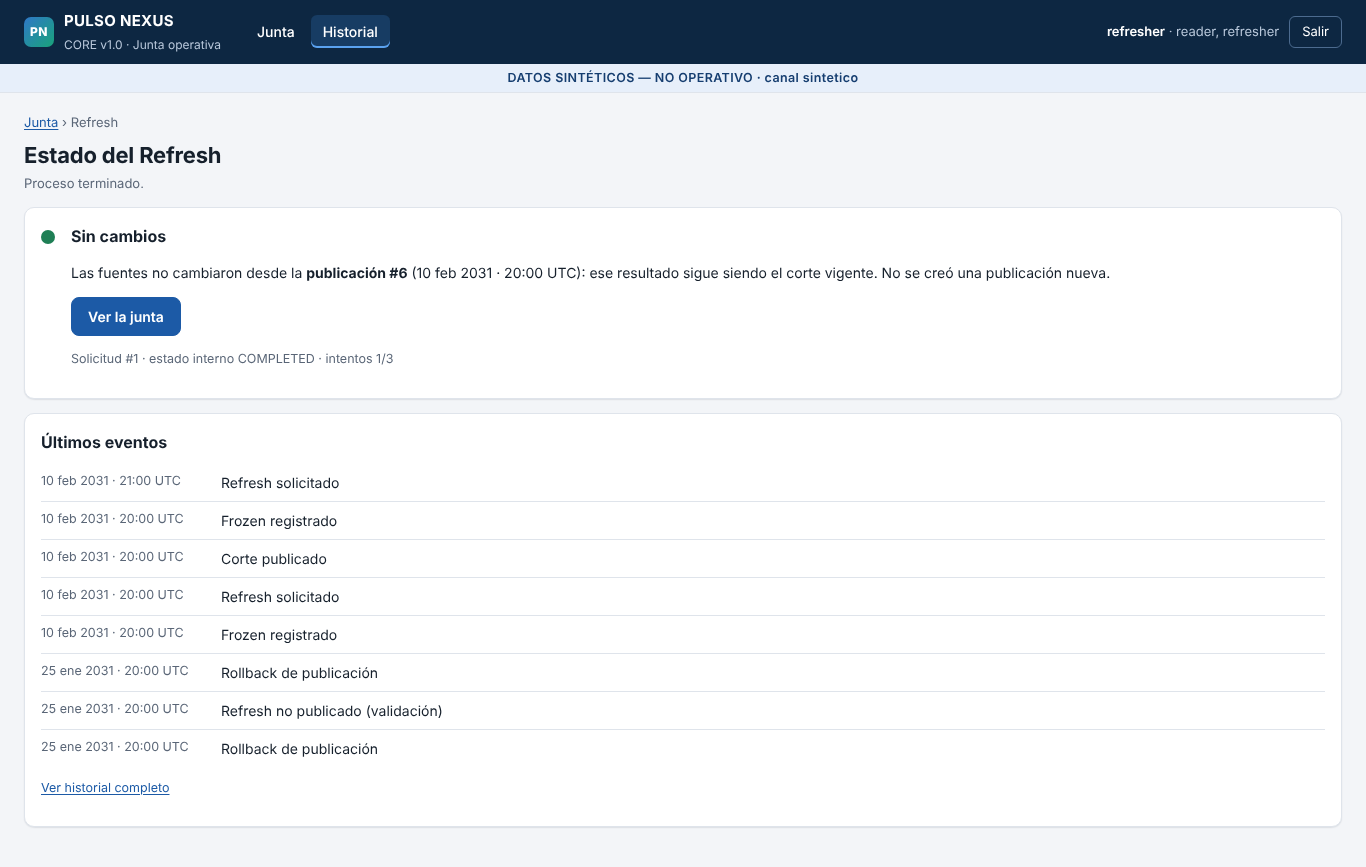 PN
PULSO NEXUS
CORE v1.0 · Junta operativa
Junta
Historial
refresher · reader, refresher
Salir
DATOS SINTÉTICOS — NO OPERATIVO · canal sintetico
Junta › Refresh
Estado del Refresh
Proceso terminado.
Sin cambios
Las fuentes no cambiaron desde la publicación #6 (10 feb 2031 · 20:00 UTC): ese resultado sigue siendo el corte vigente. No se creó una publicación nueva.
Ver la junta
Solicitud #1 · estado interno COMPLETED · intentos 1/3
Últimos eventos
10 feb 2031 · 21:00 UTC Refresh solicitado
10 feb 2031 · 20:00 UTC Frozen registrado
10 feb 2031 · 20:00 UTC Corte publicado
10 feb 2031 · 20:00 UTC Refresh solicitado
10 feb 2031 · 20:00 UTC Frozen registrado
25 ene 2031 · 20:00 UTC Rollback de publicación
25 ene 2031 · 20:00 UTC Refresh no publicado (validación)
25 ene 2031 · 20:00 UTC Rollback de publicación
Ver historial completo